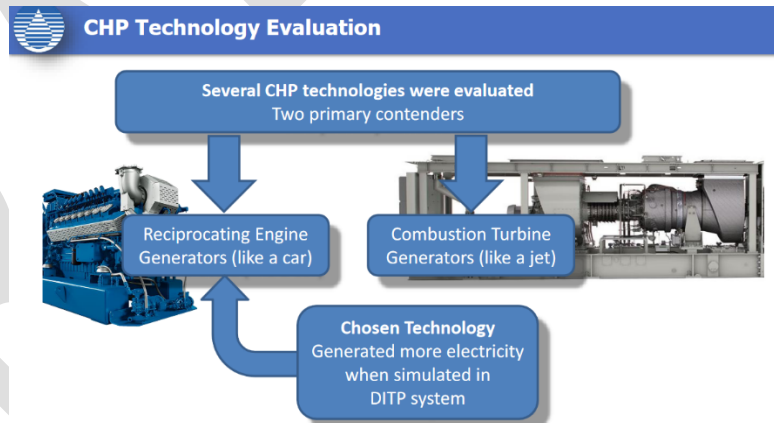 CHP Technology Evaluation
Several CHP technologies were evaluated
Two primary contenders
Reciprocating Engine
Generators (like a car)
Combustion Turbine
Generators (like a jet)
Chosen Technology
Generated more electricity
when simulated in
DITP system